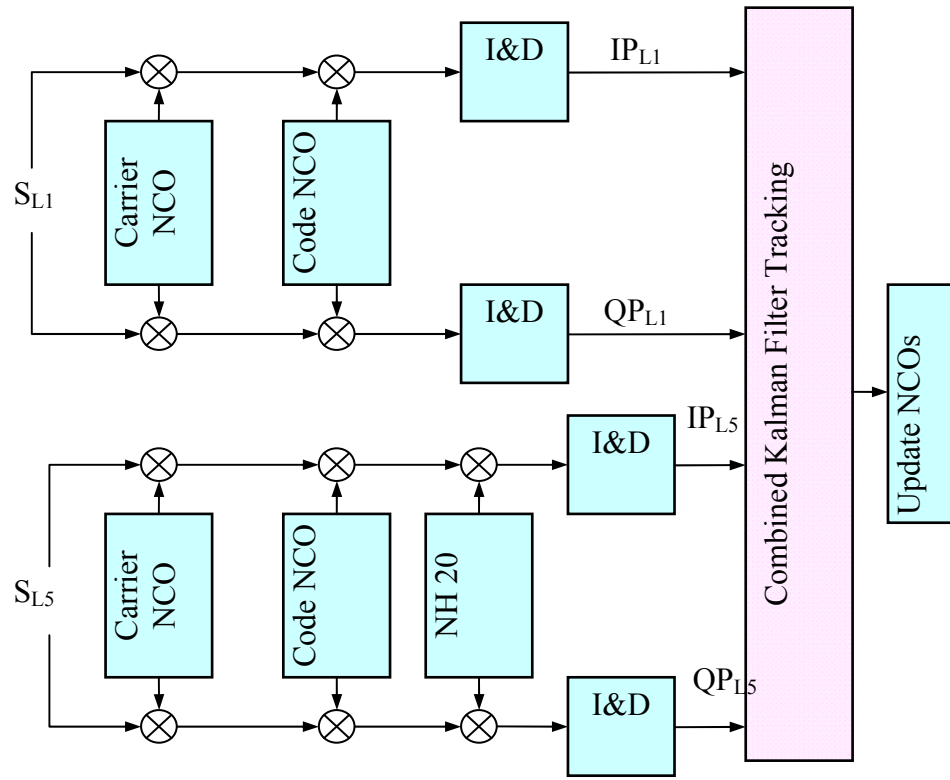 I&D
IP_L1
Carrier
NCO
Code NCO
S_L1
I&D
QP_L1
Combined Kalman Filter Tracking
Update NCOs
I&D
IP_L5
Carrier
NCO
Code NCO
NH 20
S_L5
I&D
QP_L5